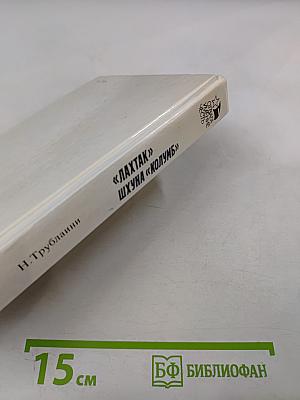 «ЛАХТАК»
ШХУНА «КОЛУМБ»
Н. Трублаини
15 см
БФ БИБЛИОФАН